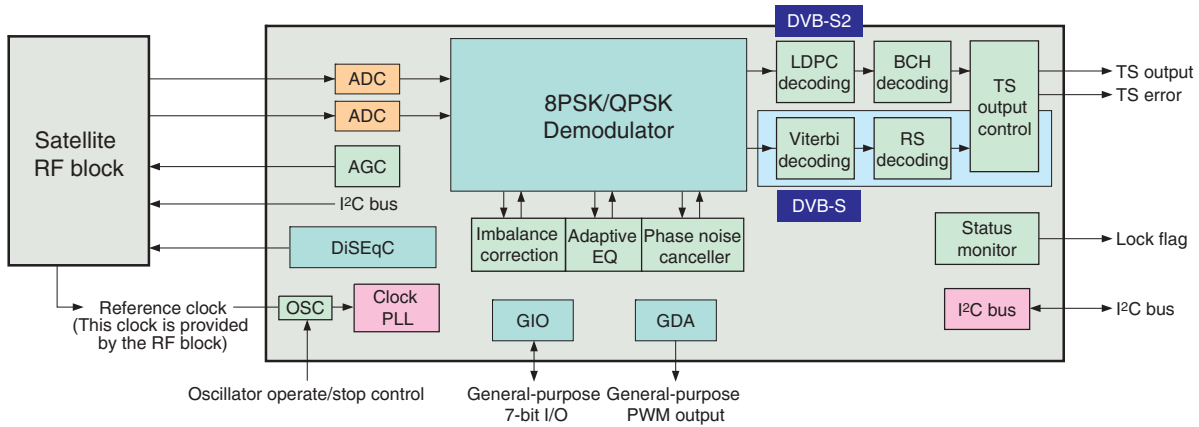 DVB-S2
Satellite
RF block
ADC
ADC
AGC
I²C bus
DiSEqC
8PSK/QPSK
Demodulator
LDPC
decoding
BCH
decoding
TS
output
control
TS output
TS error
Viterbi
decoding
RS
decoding
DVB-S
Imbalance
correction
Adaptive
EQ
Phase noise
canceller
Status
monitor
Lock flag
Reference clock
(This clock is provided
by the RF block)
OSC
Clock
PLL
GIO
GDA
I²C bus
I²C bus
Oscillator operate/stop control
General-purpose
7-bit I/O
General-purpose
PWM output